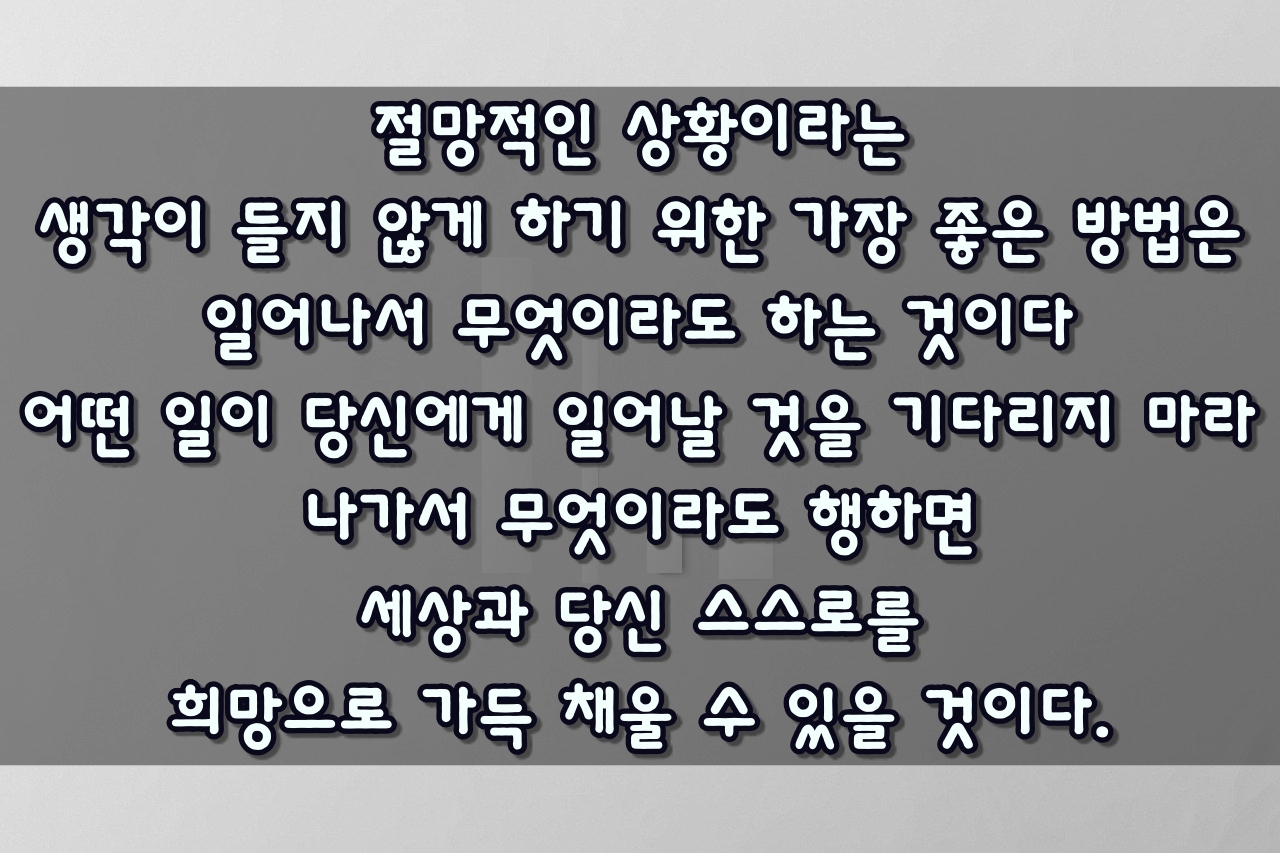 절망적인 상황이라는
생각이 들지 않게 하기 위한 가장 좋은 방법은
일어나서 무엇이라도 하는 것이다
어떤 일이 당신에게 일어날 것을 기다리지 마라
나가서 무엇이라도 행하면
세상과 당신 스스로를
희망으로 가득 채울 수 있을 것이다.